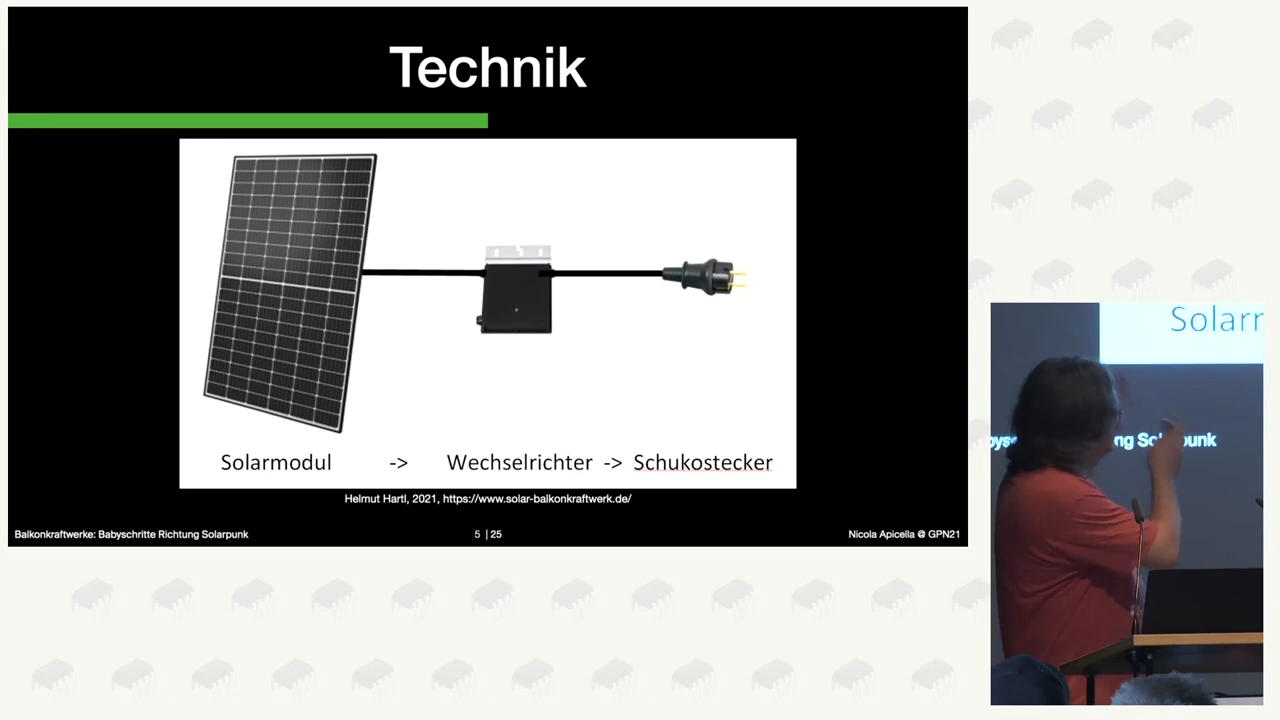 Technik
Solarmodul -> Wechselrichter -> Schukostecker
Helmut Hartl, 2021, https://www.solar-balkonkraftwerk.de/
Balkonkraftwerke: Babyschritte Richtung Solarpunk
5 | 25
Nicola Apicella @ GPN21